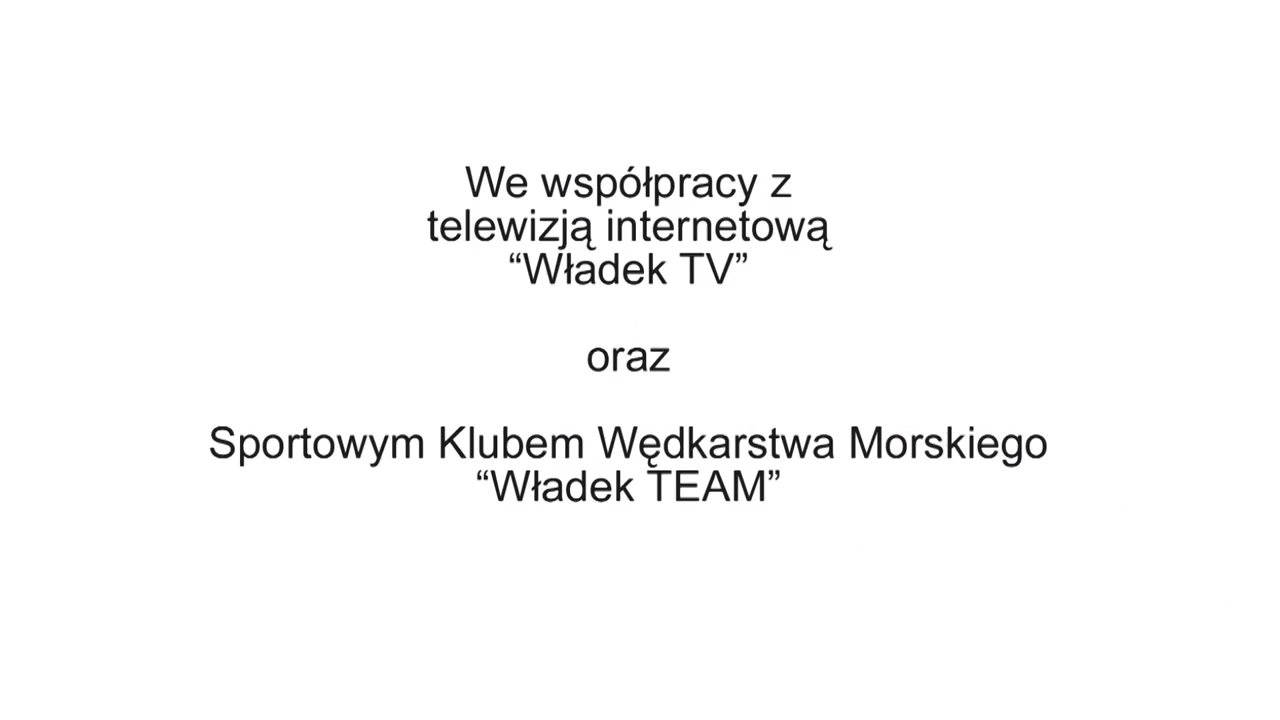 We współpracy z
telewizją internetową
“Władek TV”
oraz
Sportowym Klubem Wędkarstwa Morskiego
“Władek TEAM”